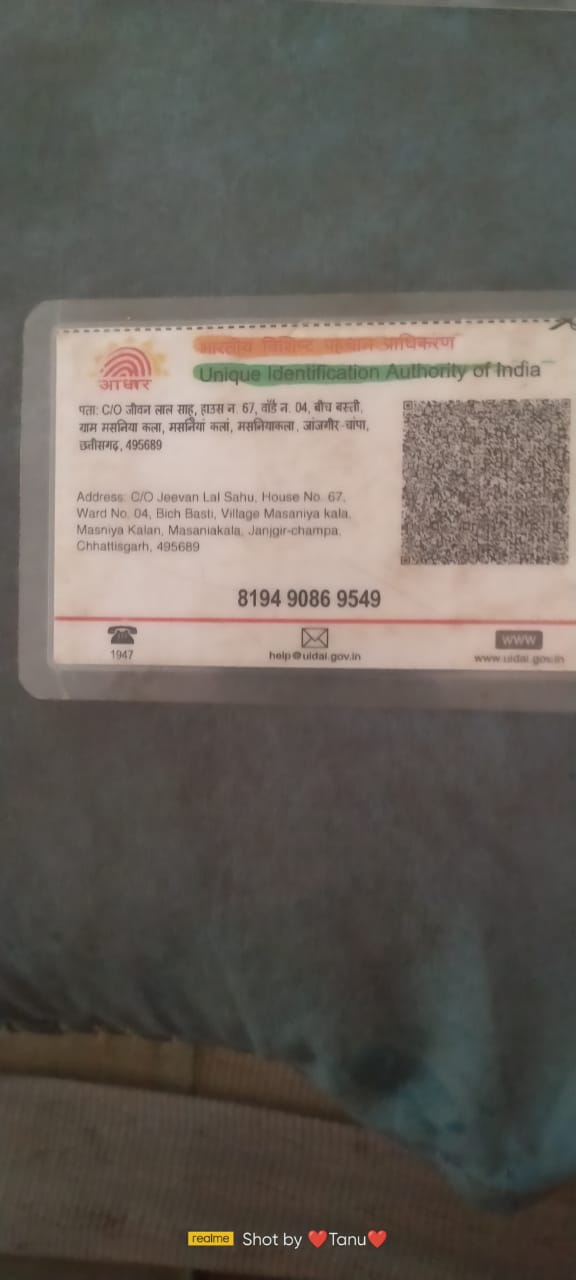 भारतीय विशिष्ट पहचान प्राधिकरण
Unique Identification Authority of India
आधार
पता: C/O जीवन लाल साहू, हाउस न. 67, वॉर्ड न. 04, बीच बस्ती,
ग्राम मसनिया कला, मसनियां कलां, मसनियाकला, जांजगीर-चांपा,
छत्तीसगढ़, 495689
Address: C/O Jeevan Lal Sahu, House No. 67,
Ward No. 04, Bich Basti, Village Masaniya kala,
Masniya Kalan, Masaniakala, Janjgir-champa,
Chhattisgarh, 495689
8194 9086 9549
1947
help@uidai.gov.in
www
www.uidai.gov.in
realme Shot by ❤️Tanu❤️